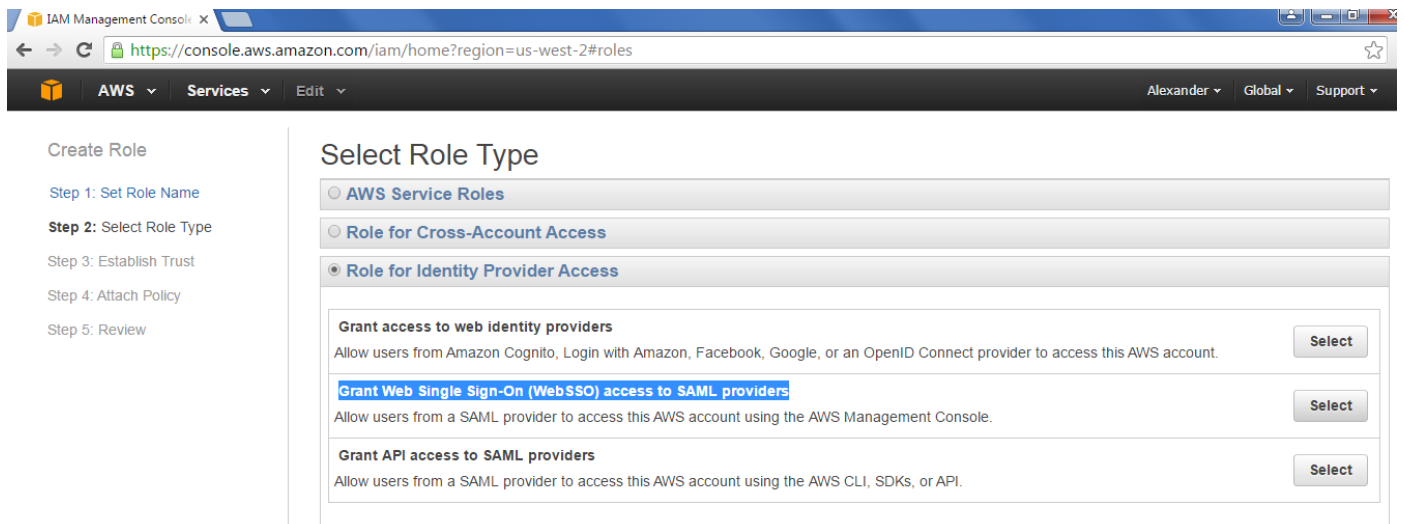 IAM Management Console
https://console.aws.amazon.com/iam/home?region=us-west-2#roles
AWS Services Edit Alexander Global Support
Create Role
Step 1: Set Role Name
Step 2: Select Role Type
Step 3: Establish Trust
Step 4: Attach Policy
Step 5: Review
Select Role Type
AWS Service Roles
Role for Cross-Account Access
Role for Identity Provider Access
Grant access to web identity providers
Allow users from Amazon Cognito, Login with Amazon, Facebook, Google, or an OpenID Connect provider to access this AWS account.
Select
Grant Web Single Sign-On (WebSSO) access to SAML providers
Allow users from a SAML provider to access this AWS account using the AWS Management Console.
Select
Grant API access to SAML providers
Allow users from a SAML provider to access this AWS account using the AWS CLI, SDKs, or API.
Select